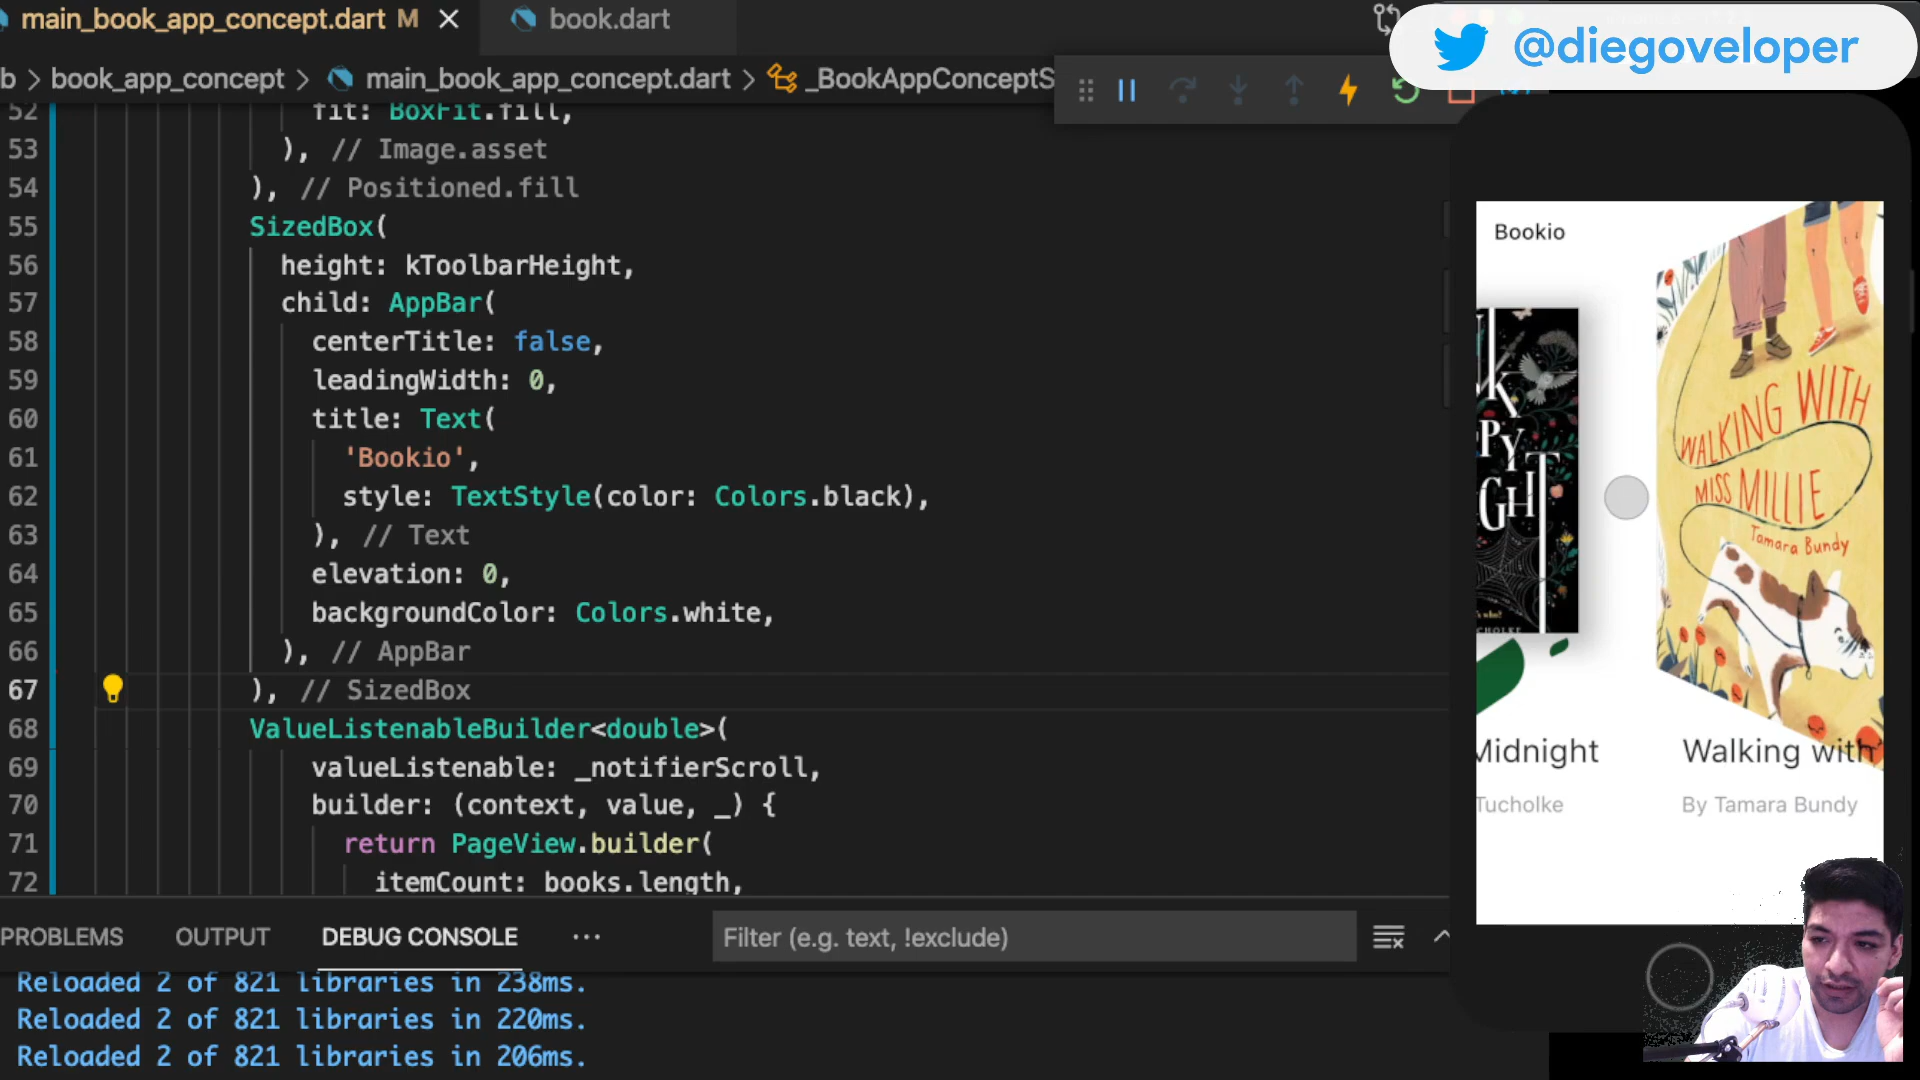 main_book_app_concept.dart M
book.dart
@diegoveloper
b > book_app_concept > main_book_app_concept.dart > _BookAppConceptS
52 fit: BoxFit.fill,
53 ), // Image.asset
54 ), // Positioned.fill
55 SizedBox(
56 height: kToolbarHeight,
57 child: AppBar(
58 centerTitle: false,
59 leadingWidth: 0,
60 title: Text(
61 'Bookio',
62 style: TextStyle(color: Colors.black),
63 ), // Text
64 elevation: 0,
65 backgroundColor: Colors.white,
66 ), // AppBar
67 ), // SizedBox
68 ValueListenableBuilder<double>(
69 valueListenable: _notifierScroll,
70 builder: (context, value, _) {
71 return PageView.builder(
72 itemCount: books.length,
PROBLEMS OUTPUT DEBUG CONSOLE ...
Filter (e.g. text, !exclude)
Reloaded 2 of 821 libraries in 238ms.
Reloaded 2 of 821 libraries in 220ms.
Reloaded 2 of 821 libraries in 206ms.
Bookio
WALKING WITH
MISS MILLIE
Tamara Bundy
Midnight
Tucholke
Walking with
By Tamara Bundy